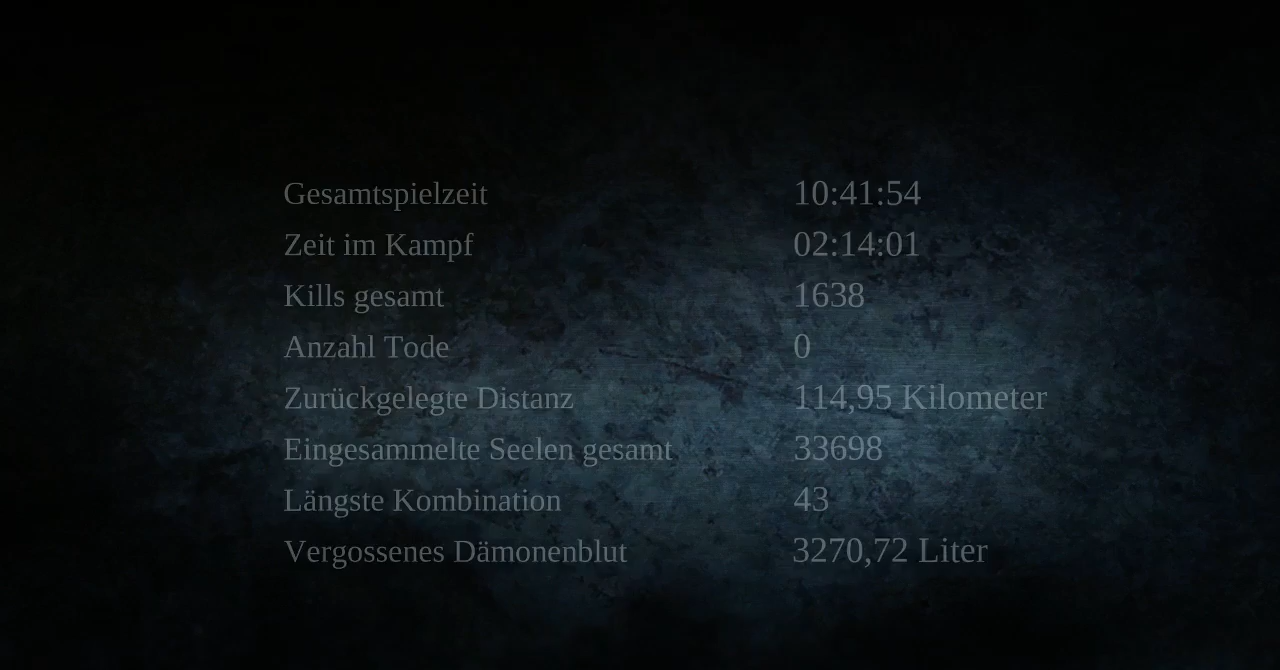 Gesamtspielzeit 10:41:54
Zeit im Kampf 02:14:01
Kills gesamt 1638
Anzahl Tode 0
Zurückgelegte Distanz 114,95 Kilometer
Eingesammelte Seelen gesamt 33698
Längste Kombination 43
Vergossenes Dämonenblut 3270,72 Liter